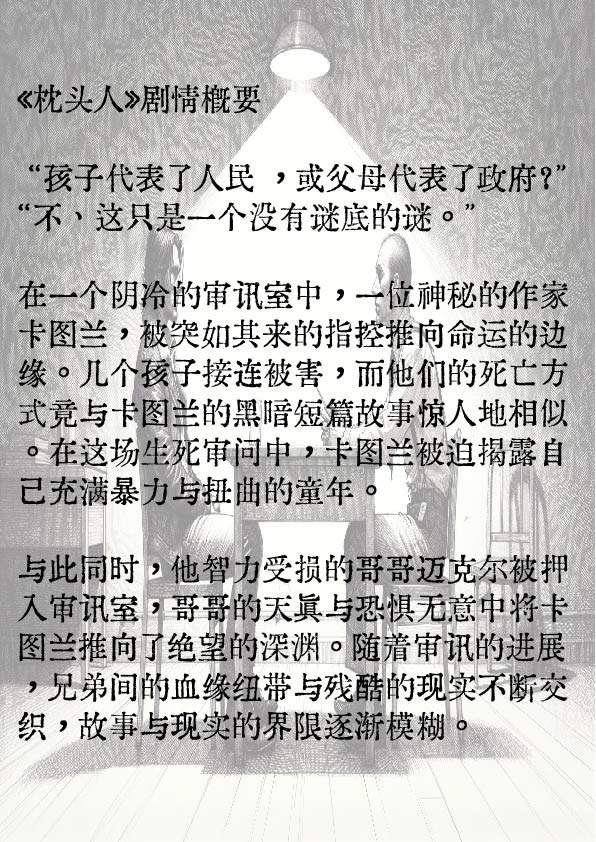 《枕头人》剧情概要
“孩子代表了人民 ，或父母代表了政府?”
“不、这只是一个没有谜底的谜。”
在一个阴冷的审讯室中，一位神秘的作家
卡图兰，被突如其来的指控推向命运的边
缘。几个孩子接连被害，而他们的死亡方
式竟与卡图兰的黑暗短篇故事惊人地相似
。在这场生死审问中，卡图兰被迫揭露自
己充满暴力与扭曲的童年。
与此同时，他智力受损的哥哥迈克尔被押
入审讯室，哥哥的天真与恐惧无意中将卡
图兰推向了绝望的深渊。随着审讯的进展
，兄弟间的血缘纽带与残酷的现实不断交
织，故事与现实的界限逐渐模糊。